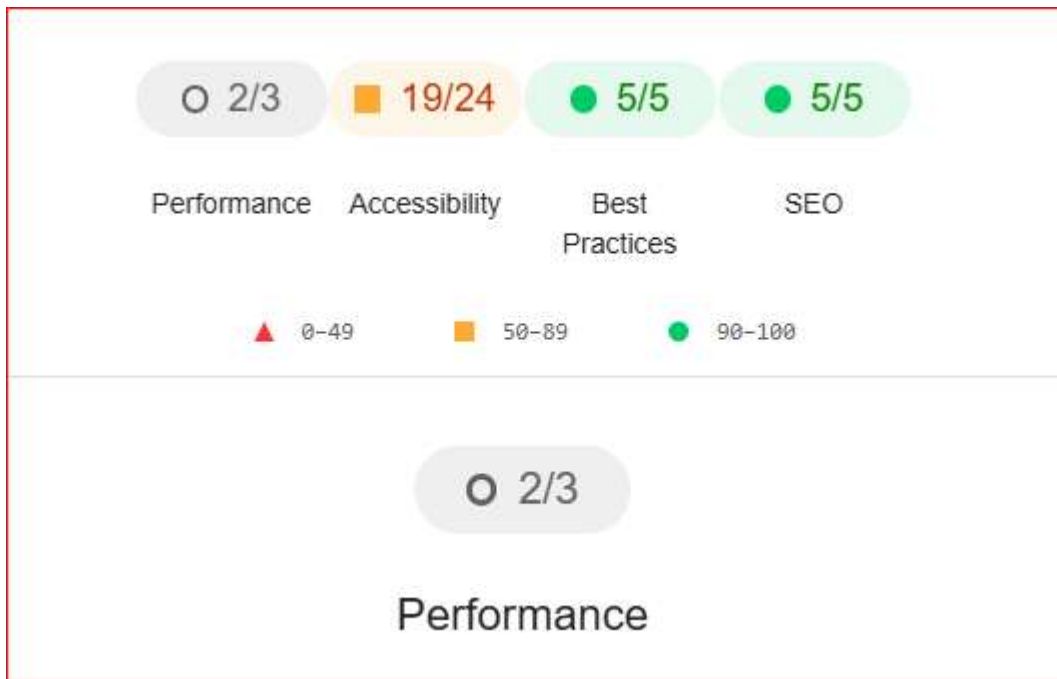 2/3 19/24 5/5 5/5
Performance Accessibility Best SEO
Practices
0–49 50–89 90–100
2/3
Performance